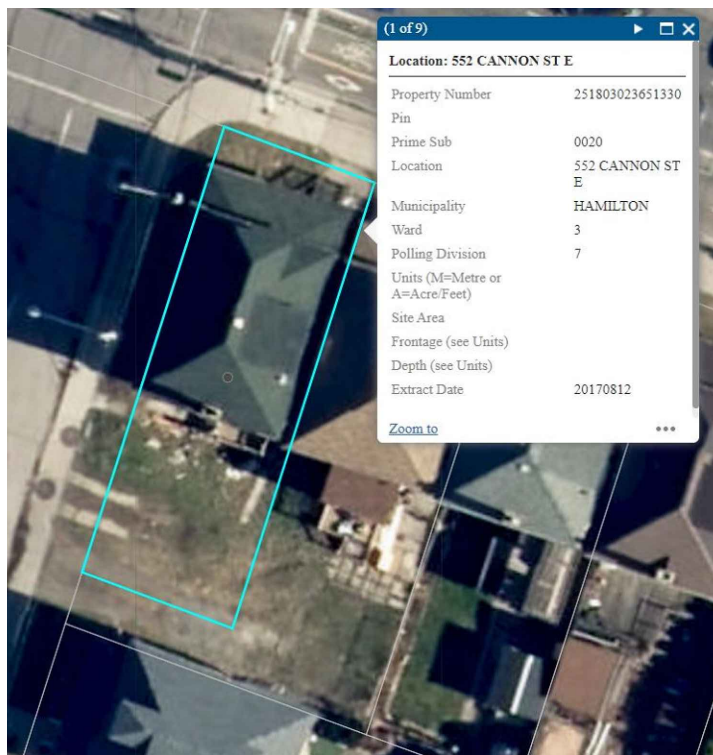 (1 of 9)
Location: 552 CANNON ST E
Property Number 251803023651330
Pin
Prime Sub 0020
Location 552 CANNON ST
E
Municipality HAMILTON
Ward 3
Polling Division 7
Units (M=Metre or
A=Acre/Feet)
Site Area
Frontage (see Units)
Depth (see Units)
Extract Date 20170812
Zoom to